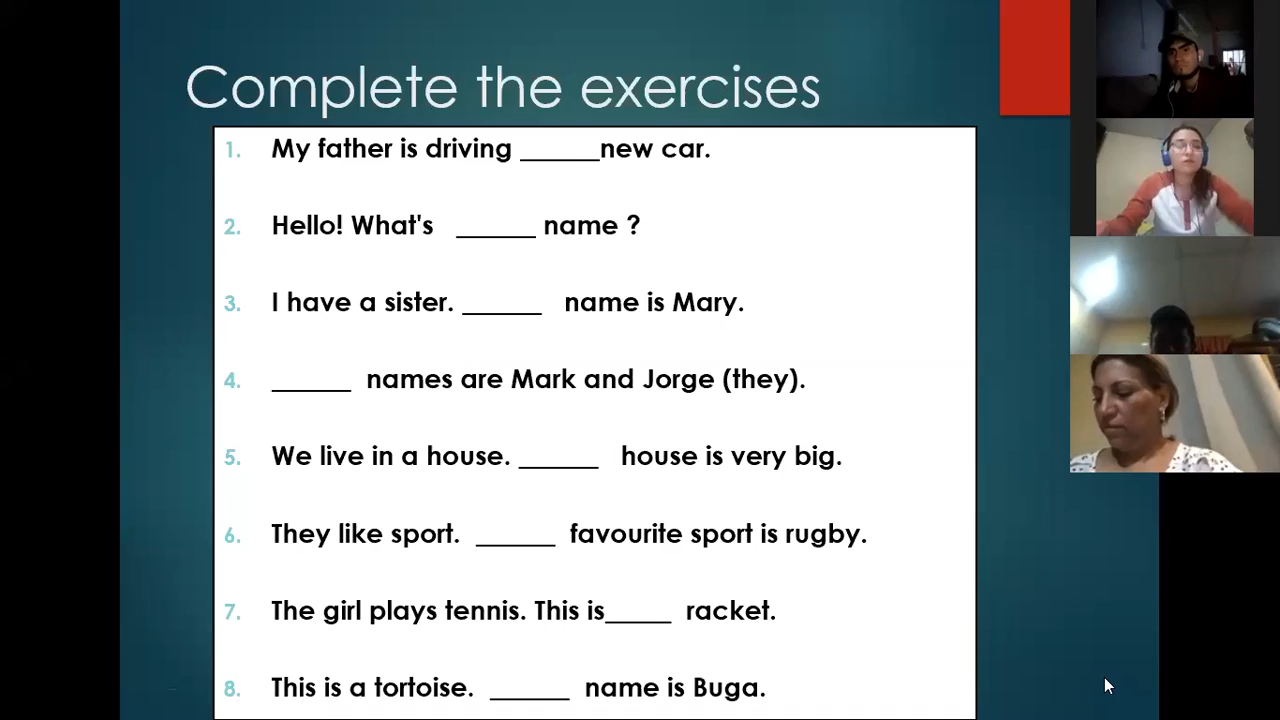 Complete the exercises
1. My father is driving ______new car.
2. Hello! What's ______ name ?
3. I have a sister. ______ name is Mary.
4. ______ names are Mark and Jorge (they).
5. We live in a house. ______ house is very big.
6. They like sport. ______ favourite sport is rugby.
7. The girl plays tennis. This is_____ racket.
8. This is a tortoise. ______ name is Buga.